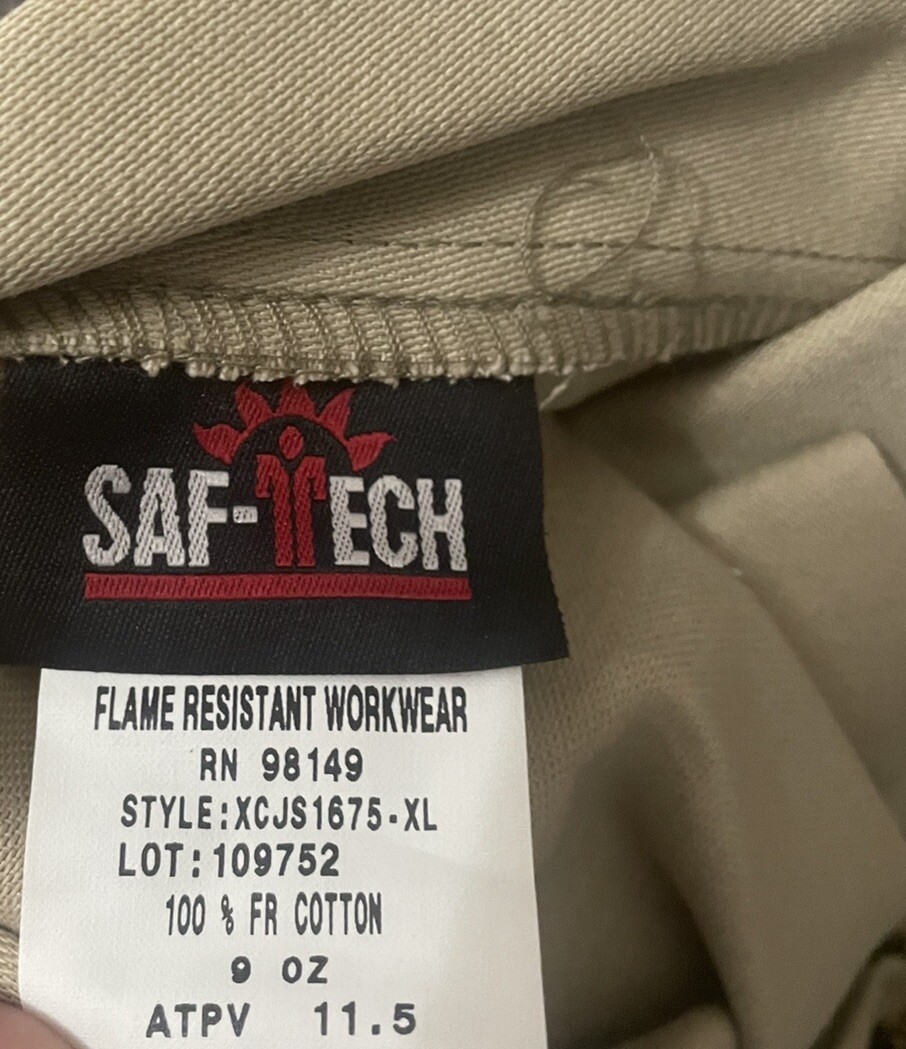 SAF-TECH
FLAME RESISTANT WORKWEAR
RN 98149
STYLE:XCJS1675-XL
LOT:109752
100 % FR COTTON
9 OZ
ATPV 11.5